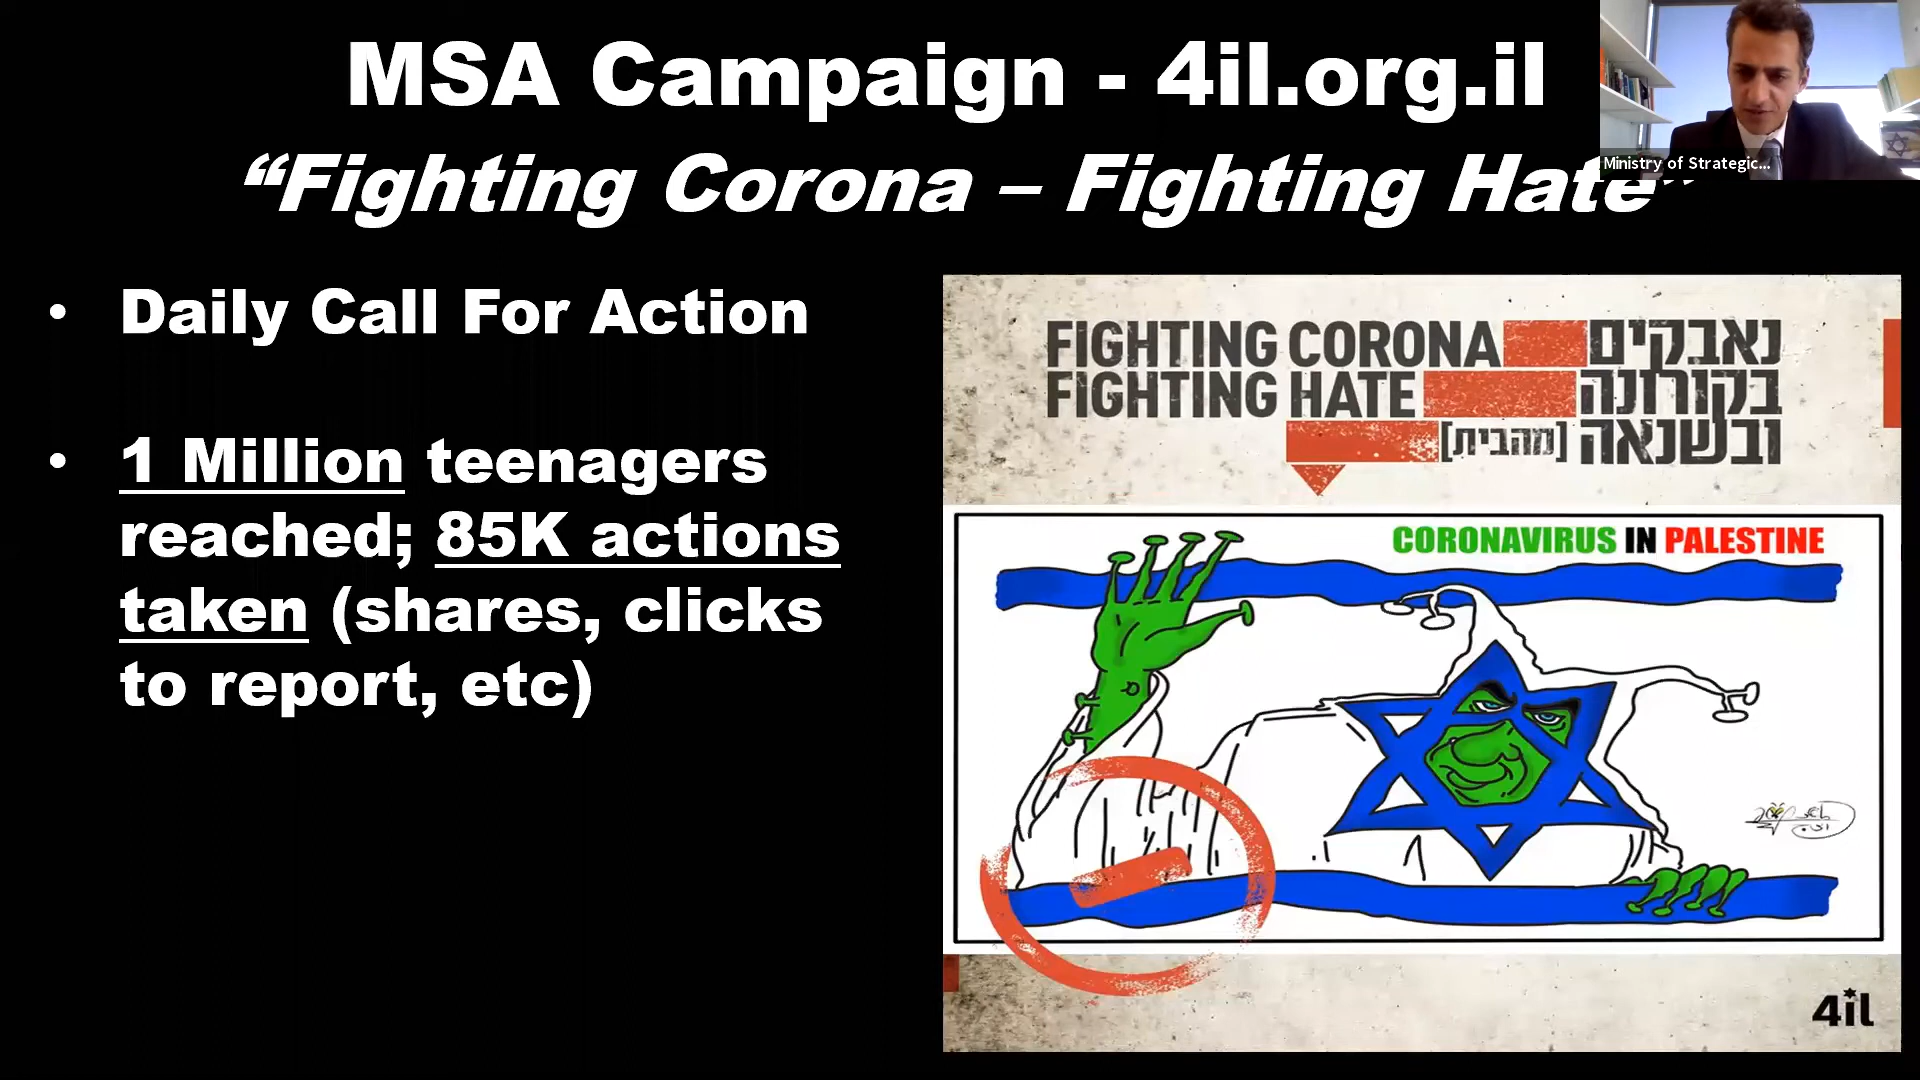 MSA Campaign - 4il.org.il
“Fighting Corona – Fighting Hate”
Ministry of Strategic...
• Daily Call For Action
• 1 Million teenagers
reached; 85K actions
taken (shares, clicks
to report, etc)
FIGHTING CORONA
FIGHTING HATE
נאבקים
בקורונה
ובשנאה [מהבית]
CORONAVIRUS IN PALESTINE
4il